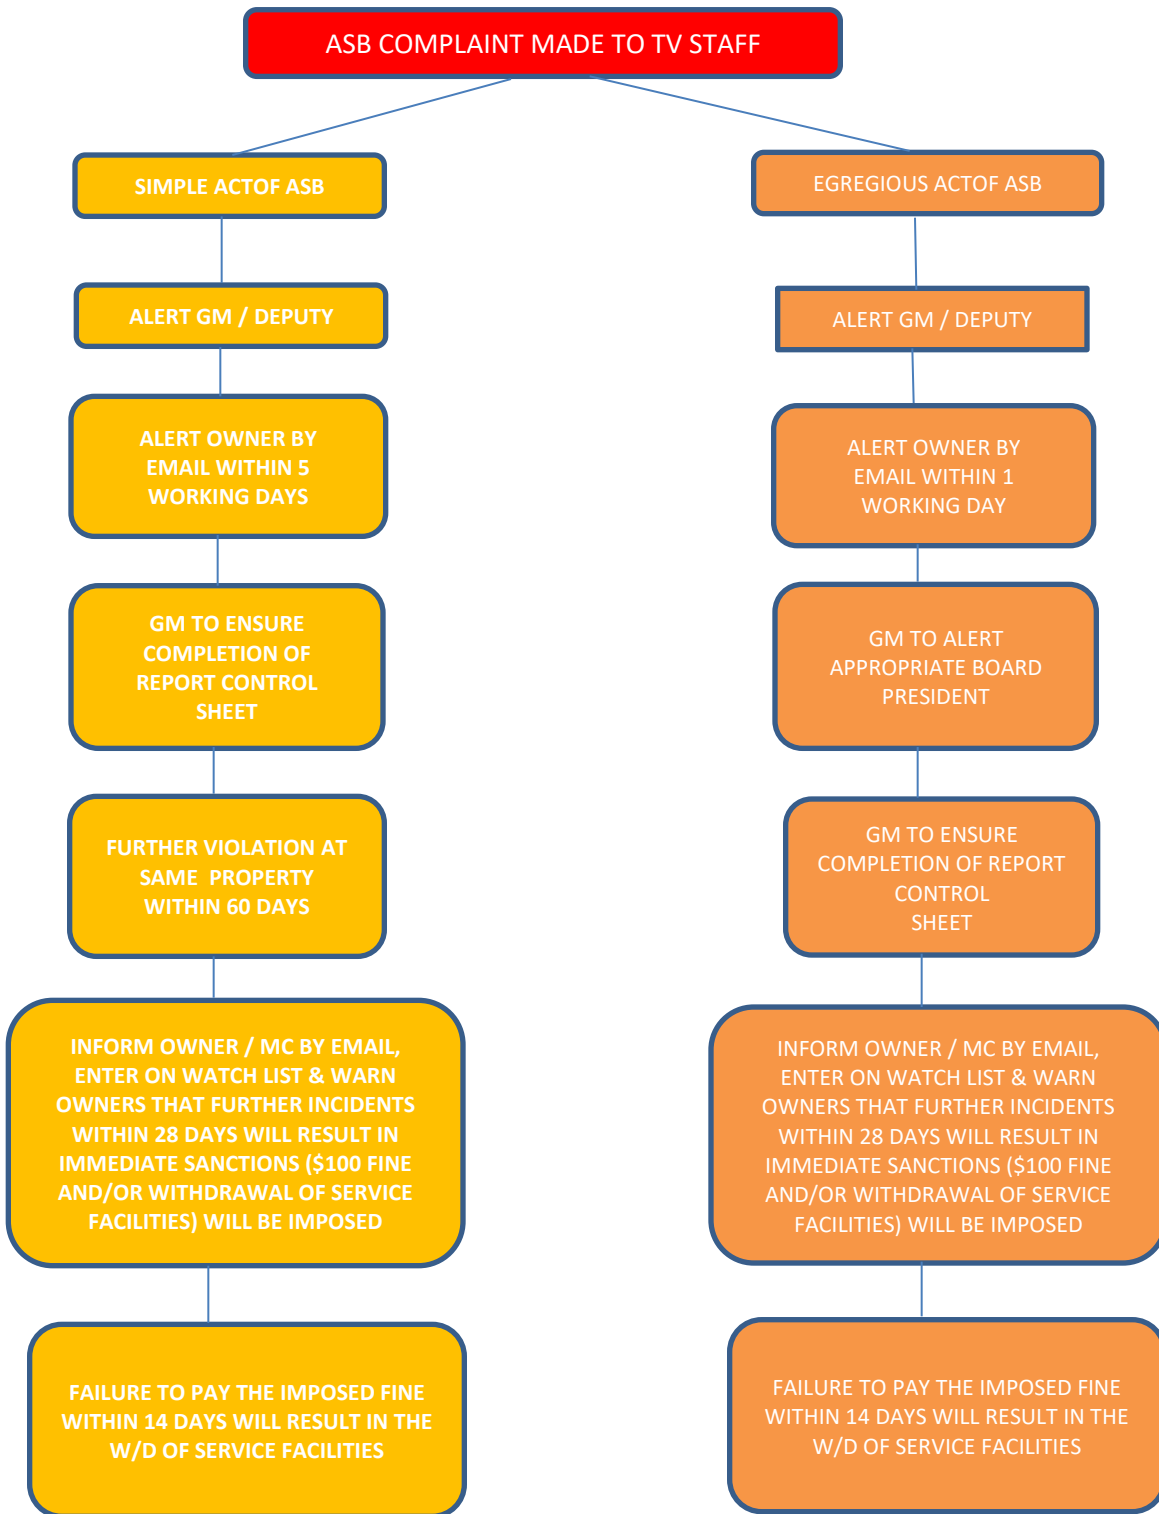 ASB COMPLAINT MADE TO TV STAFF
SIMPLE ACTOF ASB
ALERT GM / DEPUTY
ALERT OWNER BY
EMAIL WITHIN 5
WORKING DAYS
GM TO ENSURE
COMPLETION OF
REPORT CONTROL
SHEET
FURTHER VIOLATION AT
SAME PROPERTY
WITHIN 60 DAYS
INFORM OWNER / MC BY EMAIL,
ENTER ON WATCH LIST & WARN
OWNERS THAT FURTHER INCIDENTS
WITHIN 28 DAYS WILL RESULT IN
IMMEDIATE SANCTIONS ($100 FINE
AND/OR WITHDRAWAL OF SERVICE
FACILITIES) WILL BE IMPOSED
FAILURE TO PAY THE IMPOSED FINE
WITHIN 14 DAYS WILL RESULT IN THE
W/D OF SERVICE FACILITIES
EGREGIOUS ACTOF ASB
ALERT GM / DEPUTY
ALERT OWNER BY
EMAIL WITHIN 1
WORKING DAY
GM TO ALERT
APPROPRIATE BOARD
PRESIDENT
GM TO ENSURE
COMPLETION OF REPORT
CONTROL
SHEET
INFORM OWNER / MC BY EMAIL,
ENTER ON WATCH LIST & WARN
OWNERS THAT FURTHER INCIDENTS
WITHIN 28 DAYS WILL RESULT IN
IMMEDIATE SANCTIONS ($100 FINE
AND/OR WITHDRAWAL OF SERVICE
FACILITIES) WILL BE IMPOSED
FAILURE TO PAY THE IMPOSED FINE
WITHIN 14 DAYS WILL RESULT IN THE
W/D OF SERVICE FACILITIES